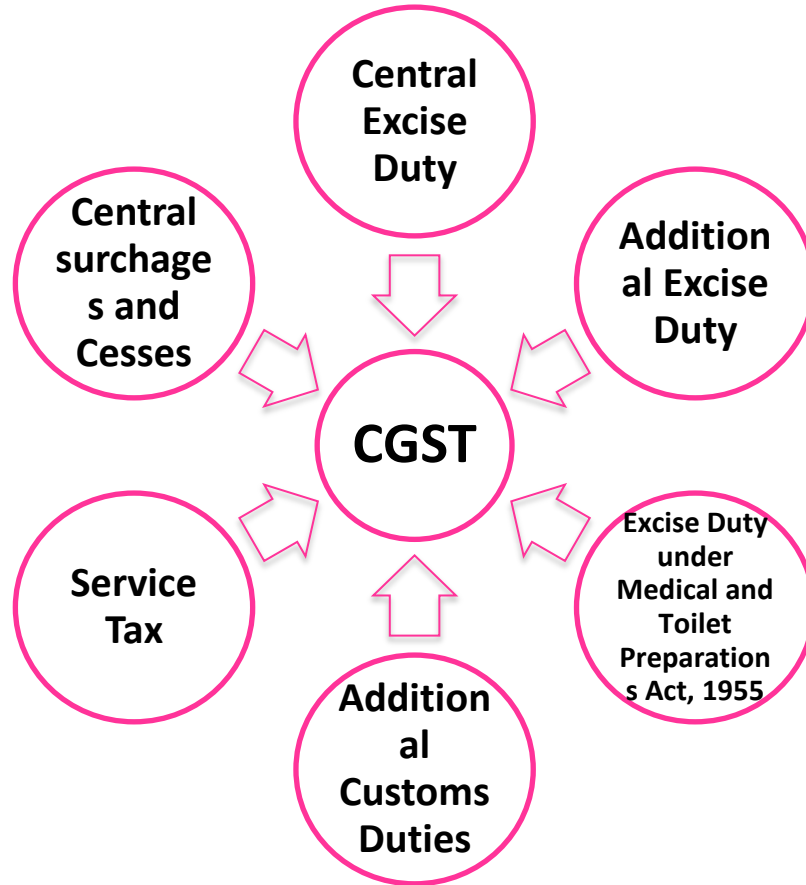 Central
Excise
Duty
Addition
al Excise
Duty
Excise Duty
under
Medical and
Toilet
Preparation
s Act, 1955
Addition
al
Customs
Duties
Service
Tax
Central
surchage
s and
Cesses
CGST